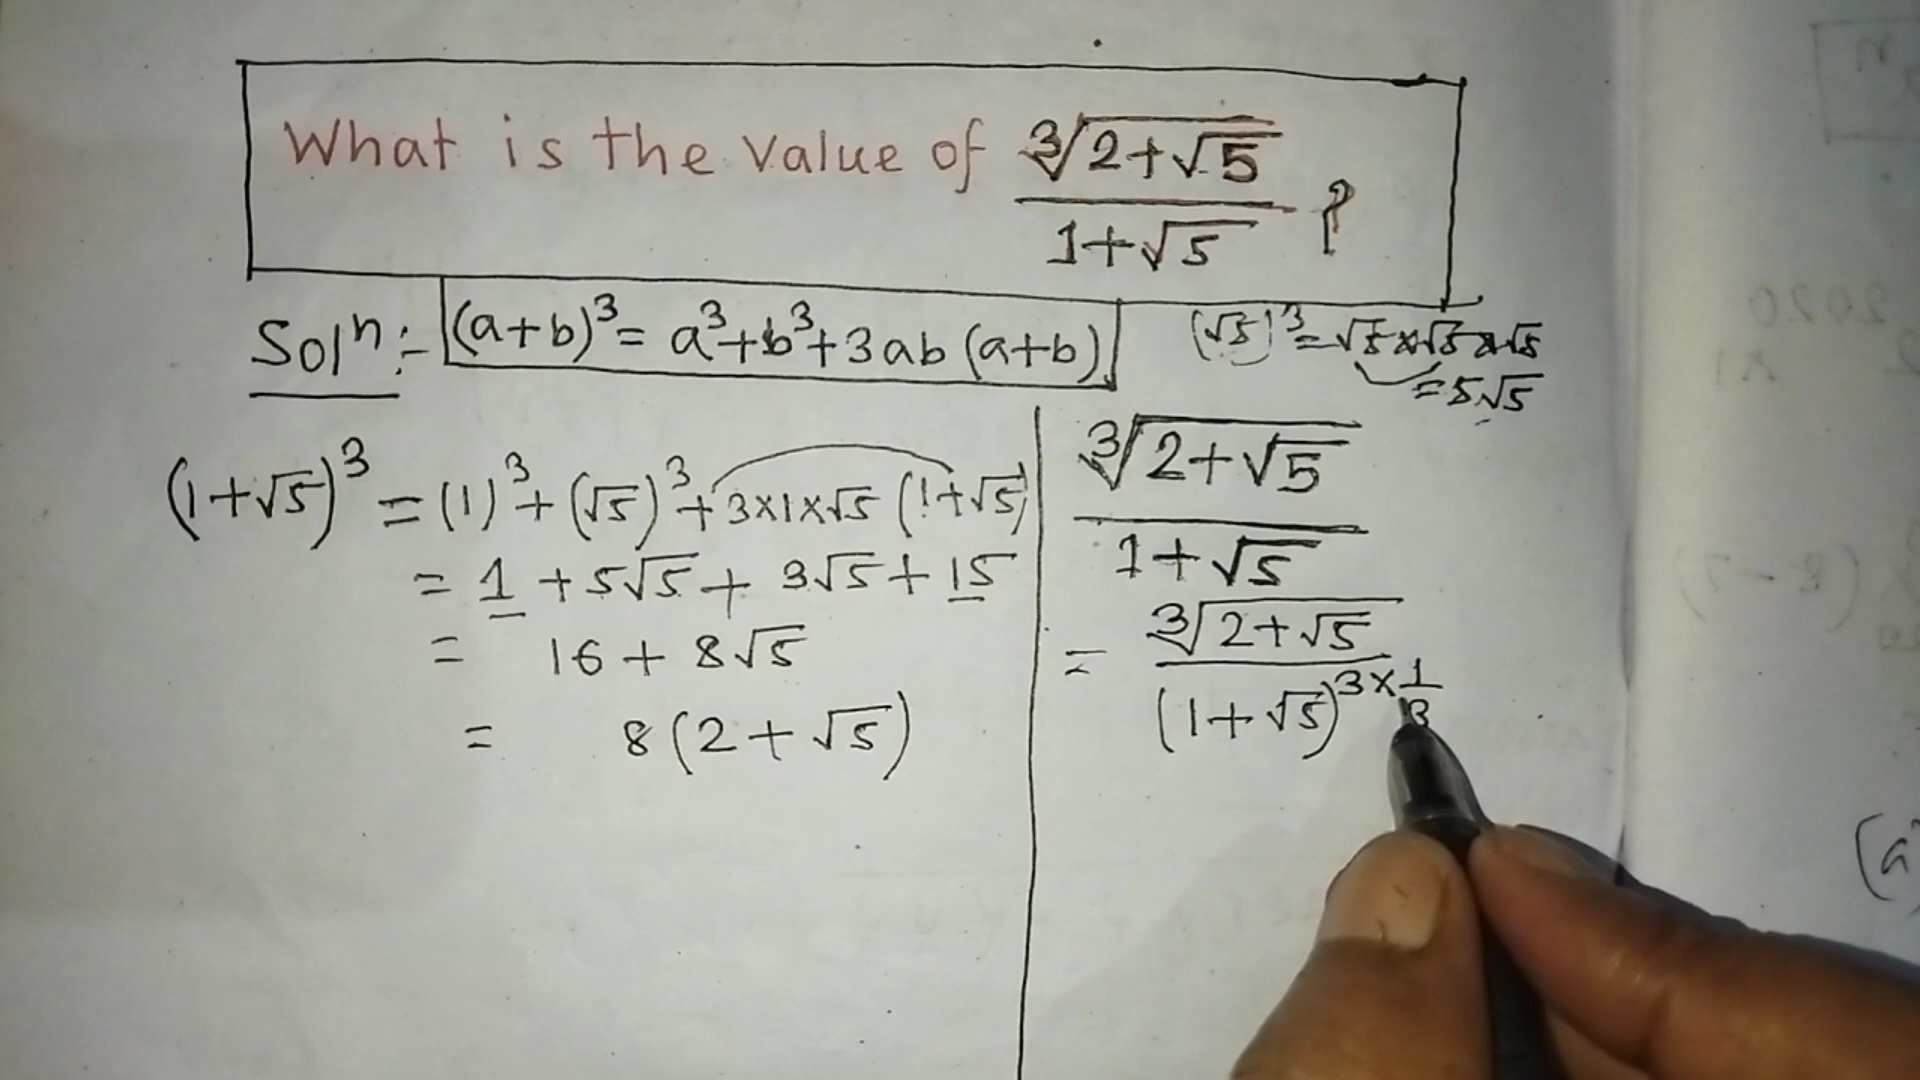 What is the value of ∛(2+√5) / (1+√5) ?
Solⁿ :- (a+b)³ = a³+b³+3ab(a+b)
(√5)³ = √5×√5×√5
= 5√5
(1+√5)³ = (1)³+(√5)³+3×1×√5(1+√5)
= 1+5√5+3√5+15
= 16+8√5
= 8(2+√5)
∛(2+√5) / (1+√5)
= ∛(2+√5) / (1+√5)^(3×1/3)
2020